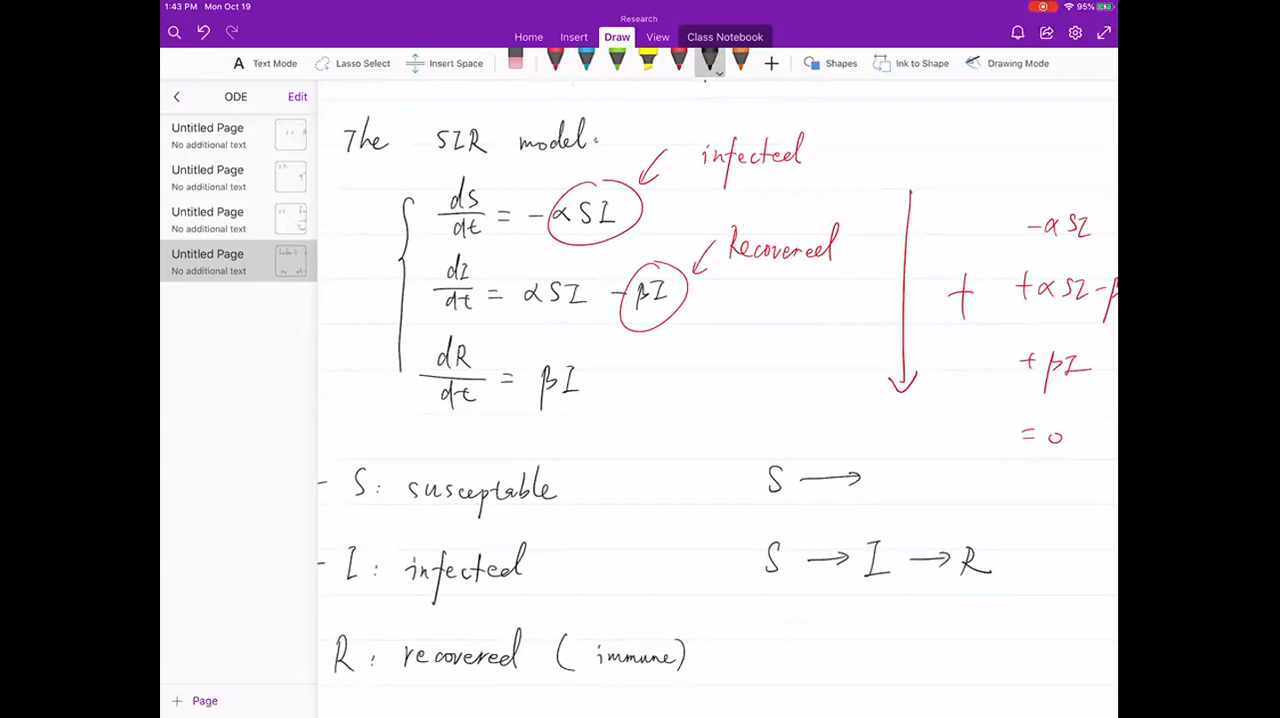 1:43 PM Mon Oct 19
95%
Research
Home Insert Draw View Class Notebook
Text Mode Lasso Select Insert Space Shapes Ink to Shape Drawing Mode
ODE Edit
Untitled Page
No additional text
Untitled Page
No additional text
Untitled Page
No additional text
Untitled Page
No additional text
+ Page
The SIR model:
infected
dS/dt = - αSI
-αSI
Recovered
dI/dt = αSI - βI
+ +αSI-β
dR/dt = βI
+ βI
= 0
- S: susceptable S →
- I: infected S → I → R
R: recovered (immune)